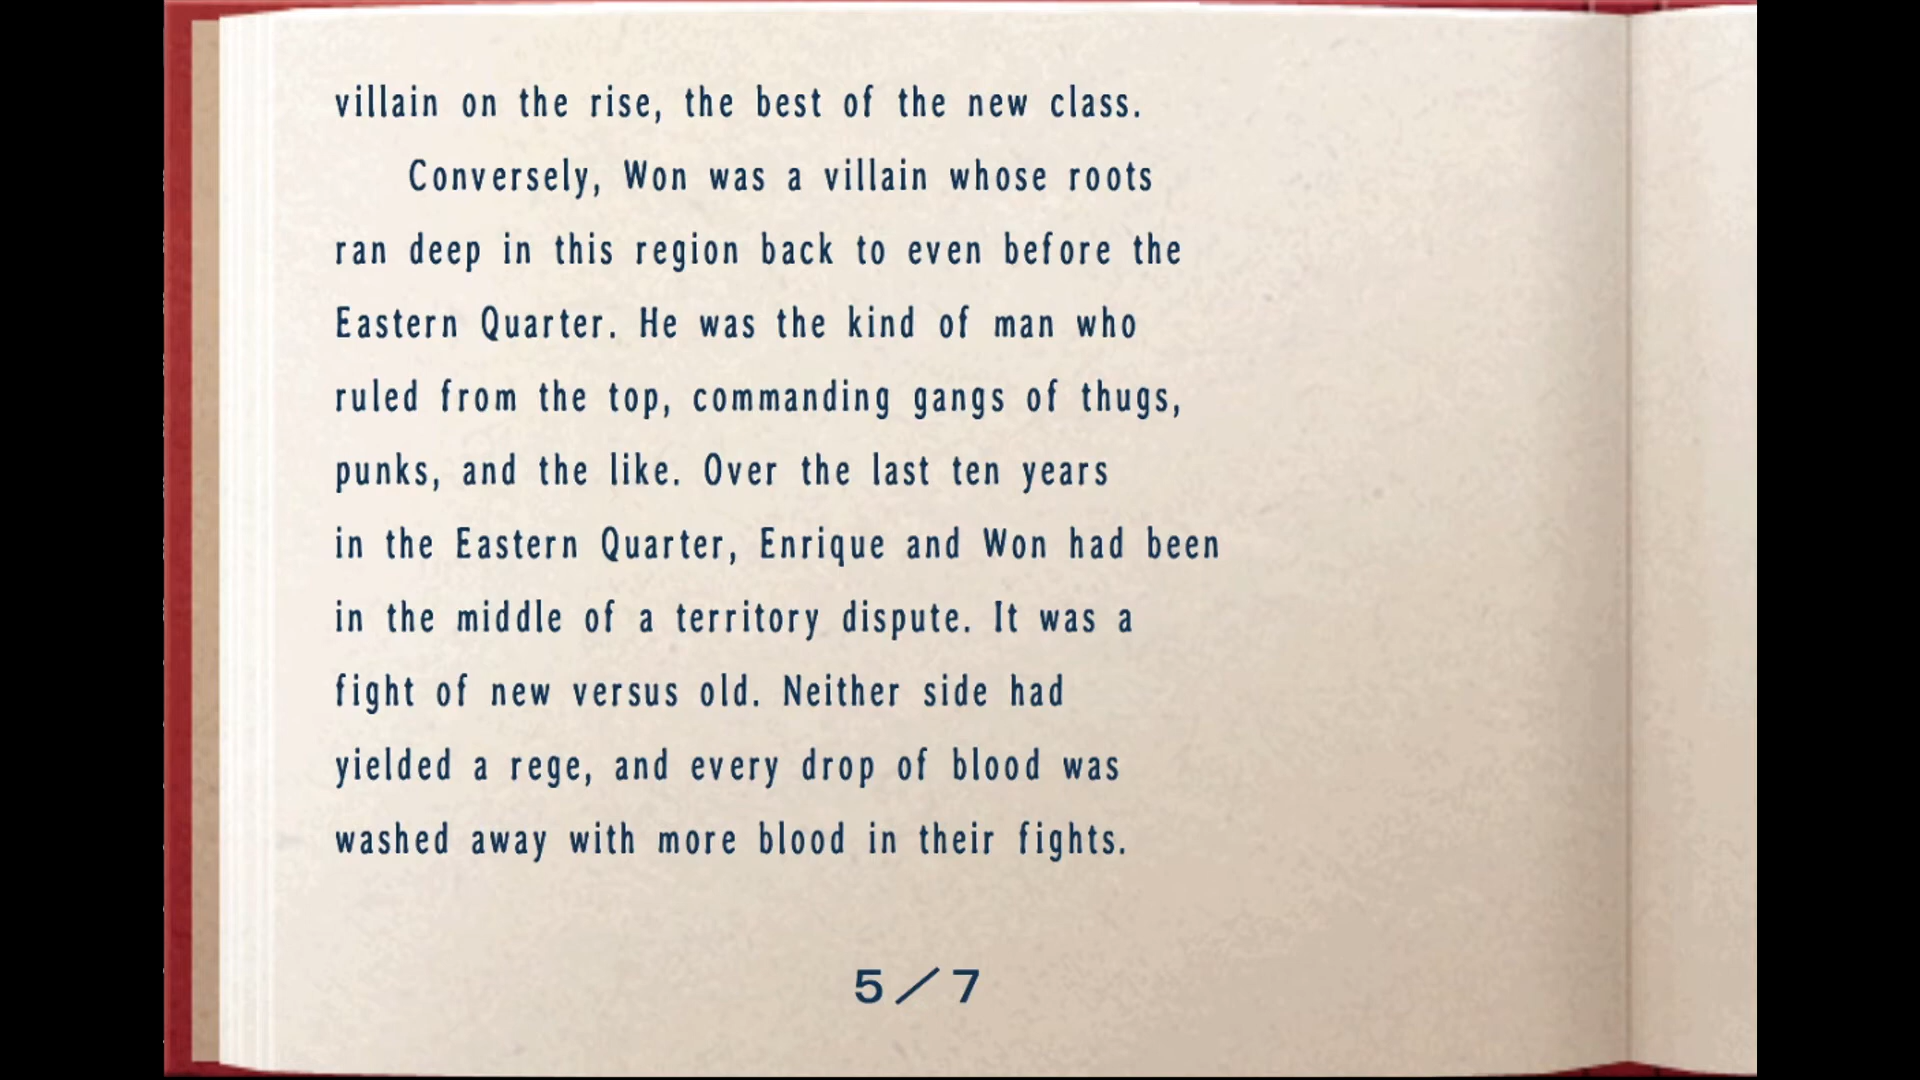 villain on the rise, the best of the new class.
Conversely, Won was a villain whose roots
ran deep in this region back to even before the
Eastern Quarter. He was the kind of man who
ruled from the top, commanding gangs of thugs,
punks, and the like. Over the last ten years
in the Eastern Quarter, Enrique and Won had been
in the middle of a territory dispute. It was a
fight of new versus old. Neither side had
yielded a rege, and every drop of blood was
washed away with more blood in their fights.
5/7